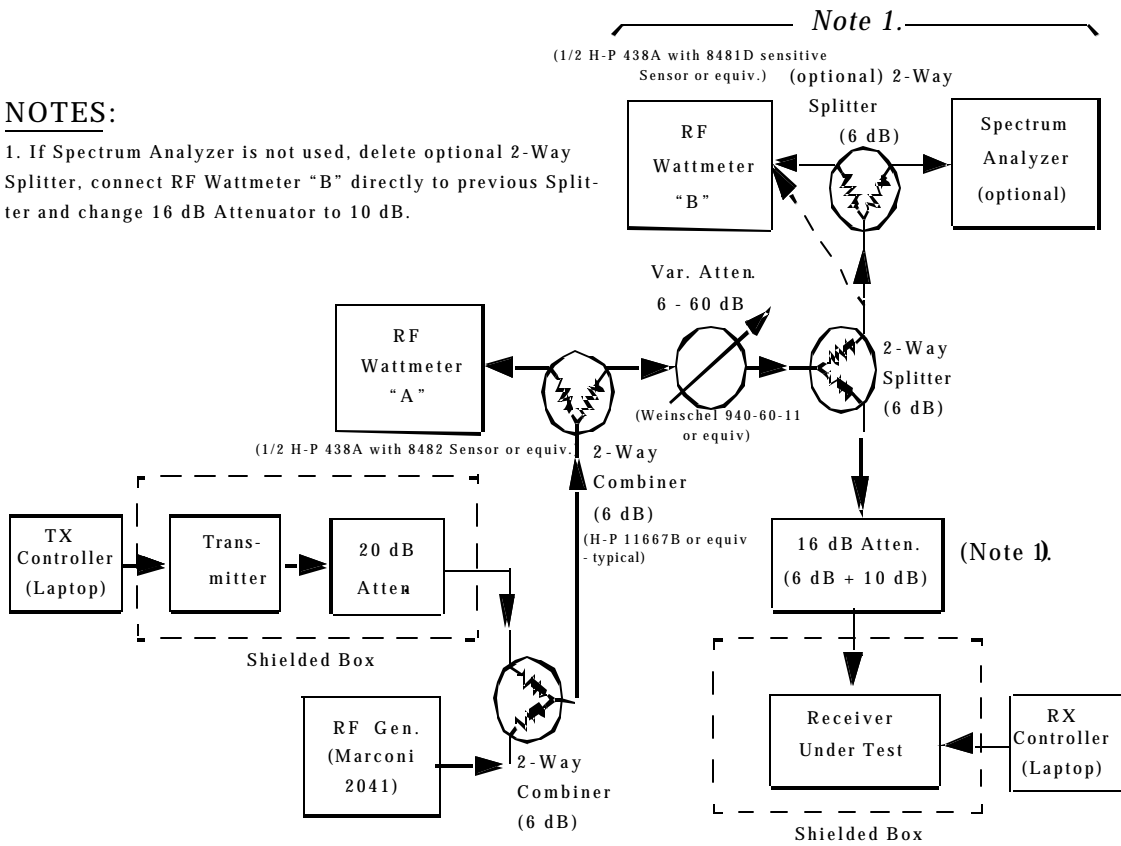 Note 1.
(1/2 H-P 438A with 8481D sensitive
Sensor or equiv.)
(optional) 2-Way
Splitter
(6 dB)
NOTES:
1. If Spectrum Analyzer is not used, delete optional 2-Way
Splitter, connect RF Wattmeter “B” directly to previous Split-
ter and change 16 dB Attenuator to 10 dB.
RF
Wattmeter
“B”
Spectrum
Analyzer
(optional)
Var. Atten.
6 - 60 dB
RF
Wattmeter
“A”
2-Way
Splitter
(6 dB)
(Weinschel 940-60-11
or equiv)
(1/2 H-P 438A with 8482 Sensor or equiv.
2-Way
Combiner
(6 dB)
(H-P 11667B or equiv
- typical)
TX
Controller
(Laptop)
Trans-
mitter
20 dB
Atten.
Shielded Box
16 dB Atten.
(6 dB + 10 dB)
(Note 1).
RF Gen.
(Marconi
2041)
2-Way
Combiner
(6 dB)
Receiver
Under Test
RX
Controller
(Laptop)
Shielded Box